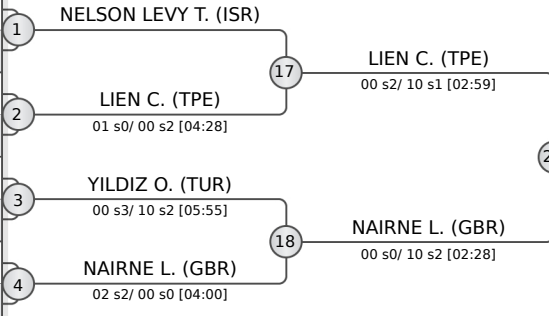 NELSON LEVY T. (ISR)
1
17
LIEN C. (TPE)
00 s2/ 10 s1 [02:59]
LIEN C. (TPE)
2
01 s0/ 00 s2 [04:28]
YILDIZ O. (TUR)
3
00 s3/ 10 s2 [05:55]
18
NAIRNE L. (GBR)
00 s0/ 10 s2 [02:28]
NAIRNE L. (GBR)
4
02 s2/ 00 s0 [04:00]